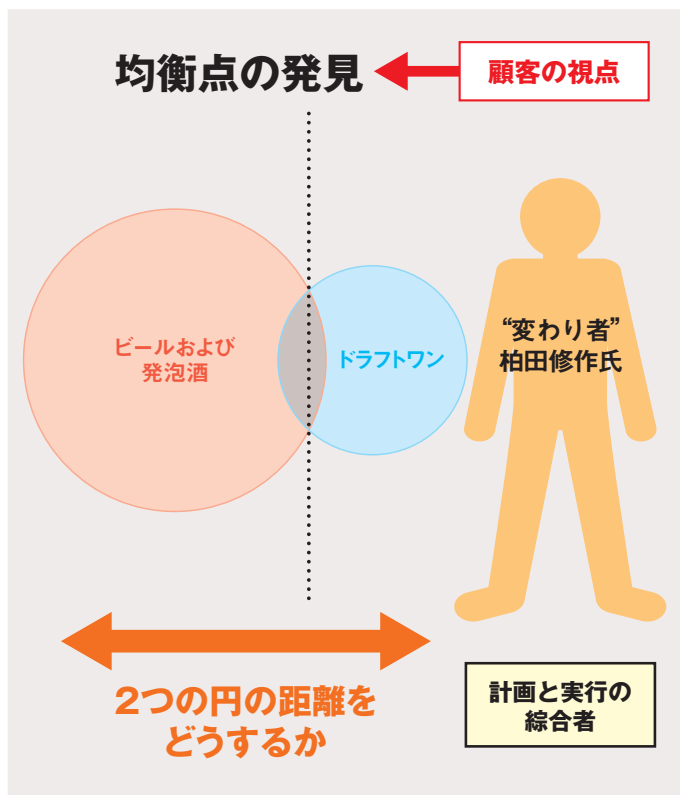 均衡点の発見
顧客の視点
ビールおよび
発泡酒
ドラフトワン
“変わり者”
柏田修作氏
2つの円の距離を
どうするか
計画と実行の
綜合者